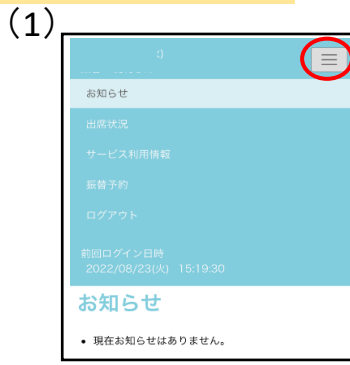 (1)
:)
お知らせ
出席状況
サービス利用情報
振替予約
ログアウト
前回ログイン日時
2022/08/23(火) 15:19:30
お知らせ
• 現在お知らせはありません。